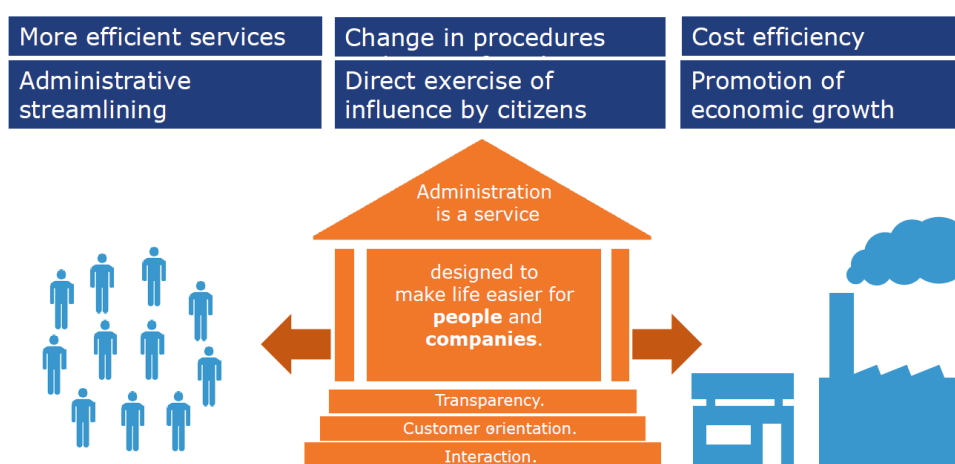 More efficient services
Change in procedures
Cost efficiency
Administrative
streamlining
Direct exercise of
influence by citizens
Promotion of
economic growth
Administration
is a service
designed to
make life easier for
people and
companies.
Transparency.
Customer orientation.
Interaction.